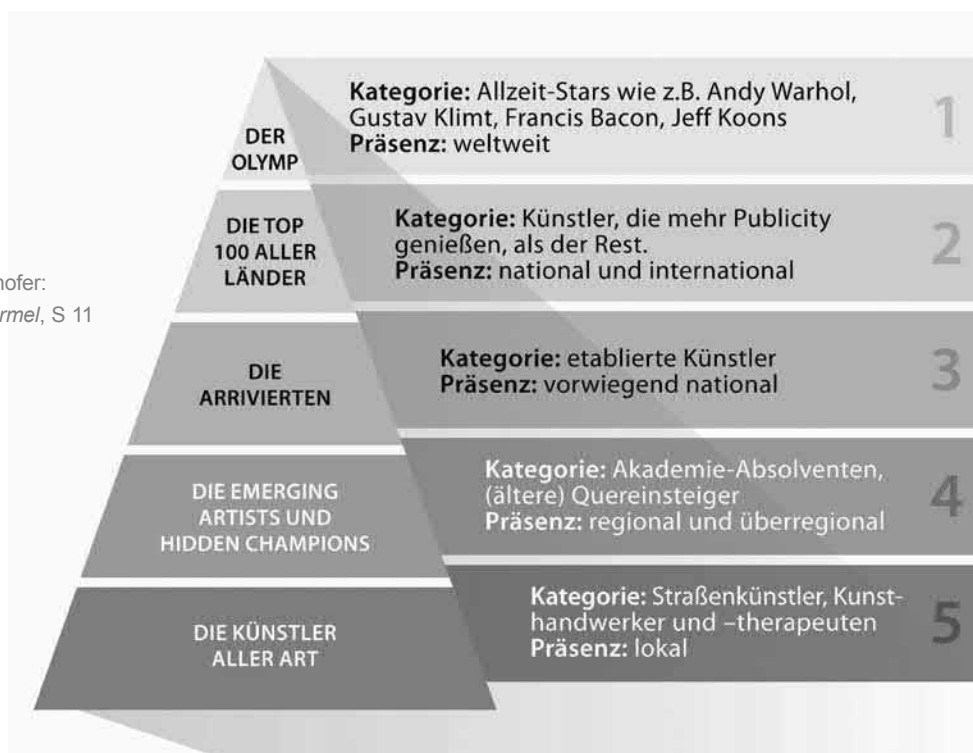 DER
OLYMP
Kategorie: Allzeit-Stars wie z.B. Andy Warhol,
Gustav Klimt, Francis Bacon, Jeff Koons
Präsenz: weltweit
1
DIE TOP
100 ALLER
LÄNDER
Kategorie: Künstler, die mehr Publicity
genießen, als der Rest.
Präsenz: national und international
2
hofer:
rmel, S 11
DIE
ARRIVIERTEN
Kategorie: etablierte Künstler
Präsenz: vorwiegend national
3
DIE EMERGING
ARTISTS UND
HIDDEN CHAMPIONS
Kategorie: Akademie-Absolventen,
(ältere) Quereinsteiger
Präsenz: regional und überregional
4
DIE KÜNSTLER
ALLER ART
Kategorie: Straßenkünstler, Kunst-
handwerker und –therapeuten
Präsenz: lokal
5